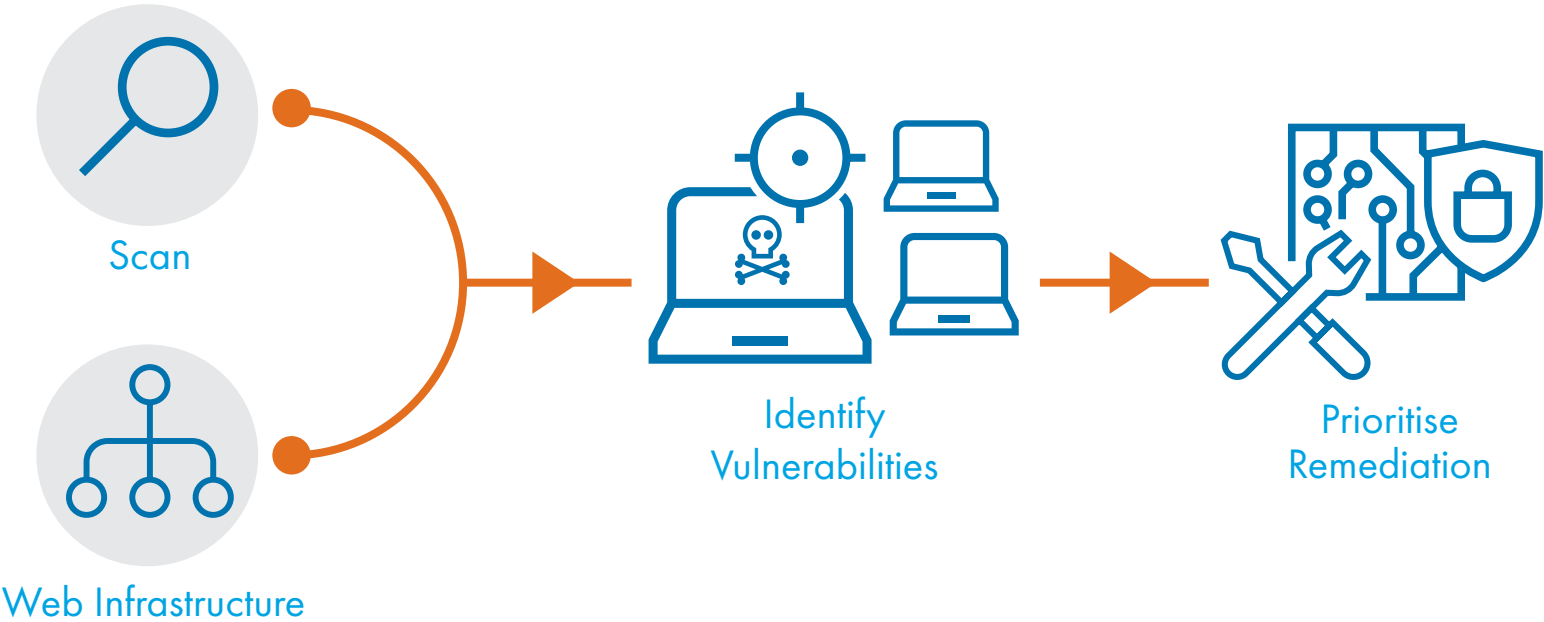 Scan
Web Infrastructure
Identify
Vulnerabilities
Prioritise
Remediation